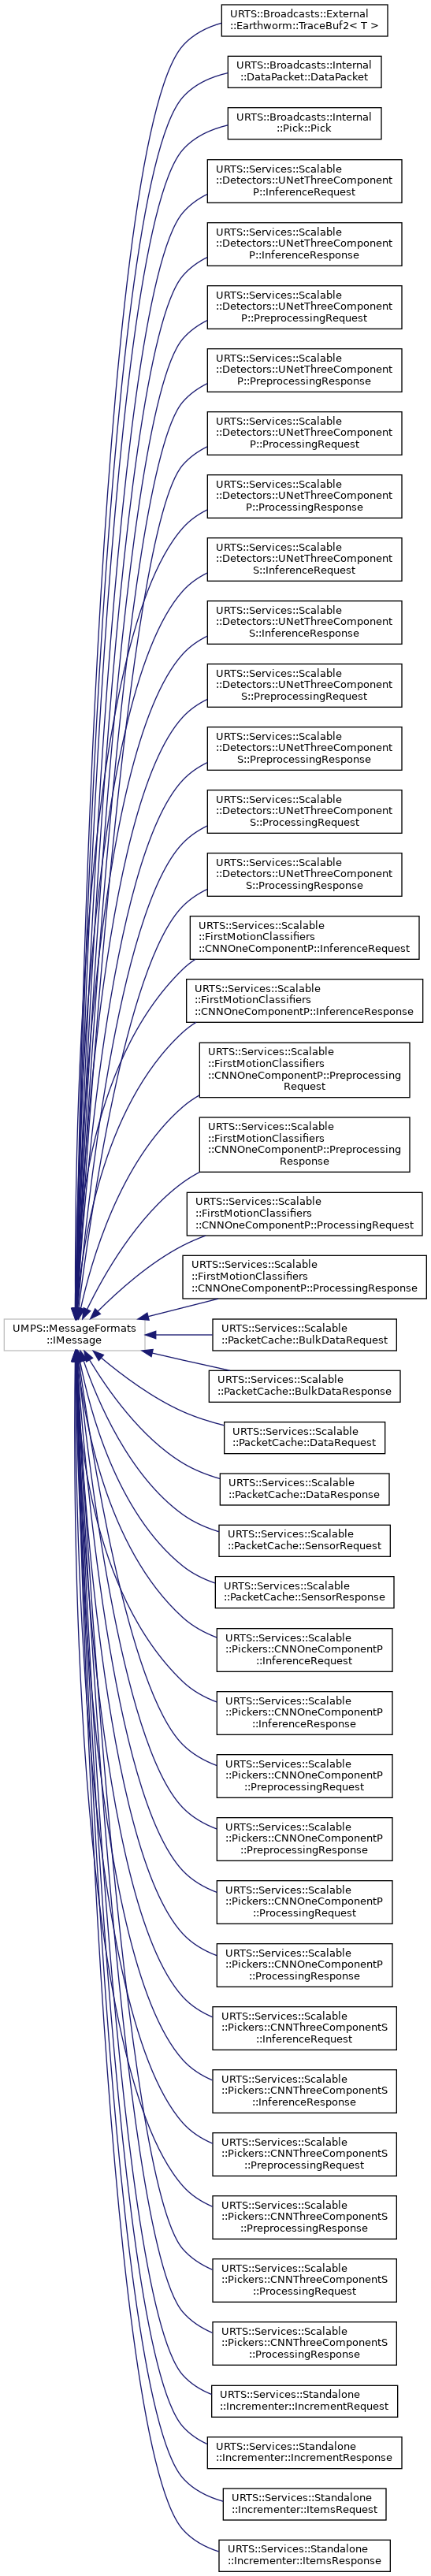 URTS::Broadcasts::External
::Earthworm::TraceBuf2< T >
URTS::Broadcasts::Internal
::DataPacket::DataPacket
URTS::Broadcasts::Internal
::Pick::Pick
URTS::Services::Scalable
::Detectors::UNetThreeComponent
P::InferenceRequest
URTS::Services::Scalable
::Detectors::UNetThreeComponent
P::InferenceResponse
URTS::Services::Scalable
::Detectors::UNetThreeComponent
P::PreprocessingRequest
URTS::Services::Scalable
::Detectors::UNetThreeComponent
P::PreprocessingResponse
URTS::Services::Scalable
::Detectors::UNetThreeComponent
P::ProcessingRequest
URTS::Services::Scalable
::Detectors::UNetThreeComponent
P::ProcessingResponse
URTS::Services::Scalable
::Detectors::UNetThreeComponent
S::InferenceRequest
URTS::Services::Scalable
::Detectors::UNetThreeComponent
S::InferenceResponse
URTS::Services::Scalable
::Detectors::UNetThreeComponent
S::PreprocessingRequest
URTS::Services::Scalable
::Detectors::UNetThreeComponent
S::PreprocessingResponse
URTS::Services::Scalable
::Detectors::UNetThreeComponent
S::ProcessingRequest
URTS::Services::Scalable
::Detectors::UNetThreeComponent
S::ProcessingResponse
URTS::Services::Scalable
::FirstMotionClassifiers
::CNNOneComponentP::InferenceRequest
URTS::Services::Scalable
::FirstMotionClassifiers
::CNNOneComponentP::InferenceResponse
URTS::Services::Scalable
::FirstMotionClassifiers
::CNNOneComponentP::Preprocessing
Request
URTS::Services::Scalable
::FirstMotionClassifiers
::CNNOneComponentP::Preprocessing
Response
URTS::Services::Scalable
::FirstMotionClassifiers
::CNNOneComponentP::ProcessingRequest
URTS::Services::Scalable
::FirstMotionClassifiers
::CNNOneComponentP::ProcessingResponse
UMPS::MessageFormats
::IMessage
URTS::Services::Scalable
::PacketCache::BulkDataRequest
URTS::Services::Scalable
::PacketCache::BulkDataResponse
URTS::Services::Scalable
::PacketCache::DataRequest
URTS::Services::Scalable
::PacketCache::DataResponse
URTS::Services::Scalable
::PacketCache::SensorRequest
URTS::Services::Scalable
::PacketCache::SensorResponse
URTS::Services::Scalable
::Pickers::CNNOneComponentP
::InferenceRequest
URTS::Services::Scalable
::Pickers::CNNOneComponentP
::InferenceResponse
URTS::Services::Scalable
::Pickers::CNNOneComponentP
::PreprocessingRequest
URTS::Services::Scalable
::Pickers::CNNOneComponentP
::PreprocessingResponse
URTS::Services::Scalable
::Pickers::CNNOneComponentP
::ProcessingRequest
URTS::Services::Scalable
::Pickers::CNNOneComponentP
::ProcessingResponse
URTS::Services::Scalable
::Pickers::CNNThreeComponentS
::InferenceRequest
URTS::Services::Scalable
::Pickers::CNNThreeComponentS
::InferenceResponse
URTS::Services::Scalable
::Pickers::CNNThreeComponentS
::PreprocessingRequest
URTS::Services::Scalable
::Pickers::CNNThreeComponentS
::PreprocessingResponse
URTS::Services::Scalable
::Pickers::CNNThreeComponentS
::ProcessingRequest
URTS::Services::Scalable
::Pickers::CNNThreeComponentS
::ProcessingResponse
URTS::Services::Standalone
::Incrementer::IncrementRequest
URTS::Services::Standalone
::Incrementer::IncrementResponse
URTS::Services::Standalone
::Incrementer::ItemsRequest
URTS::Services::Standalone
::Incrementer::ItemsResponse